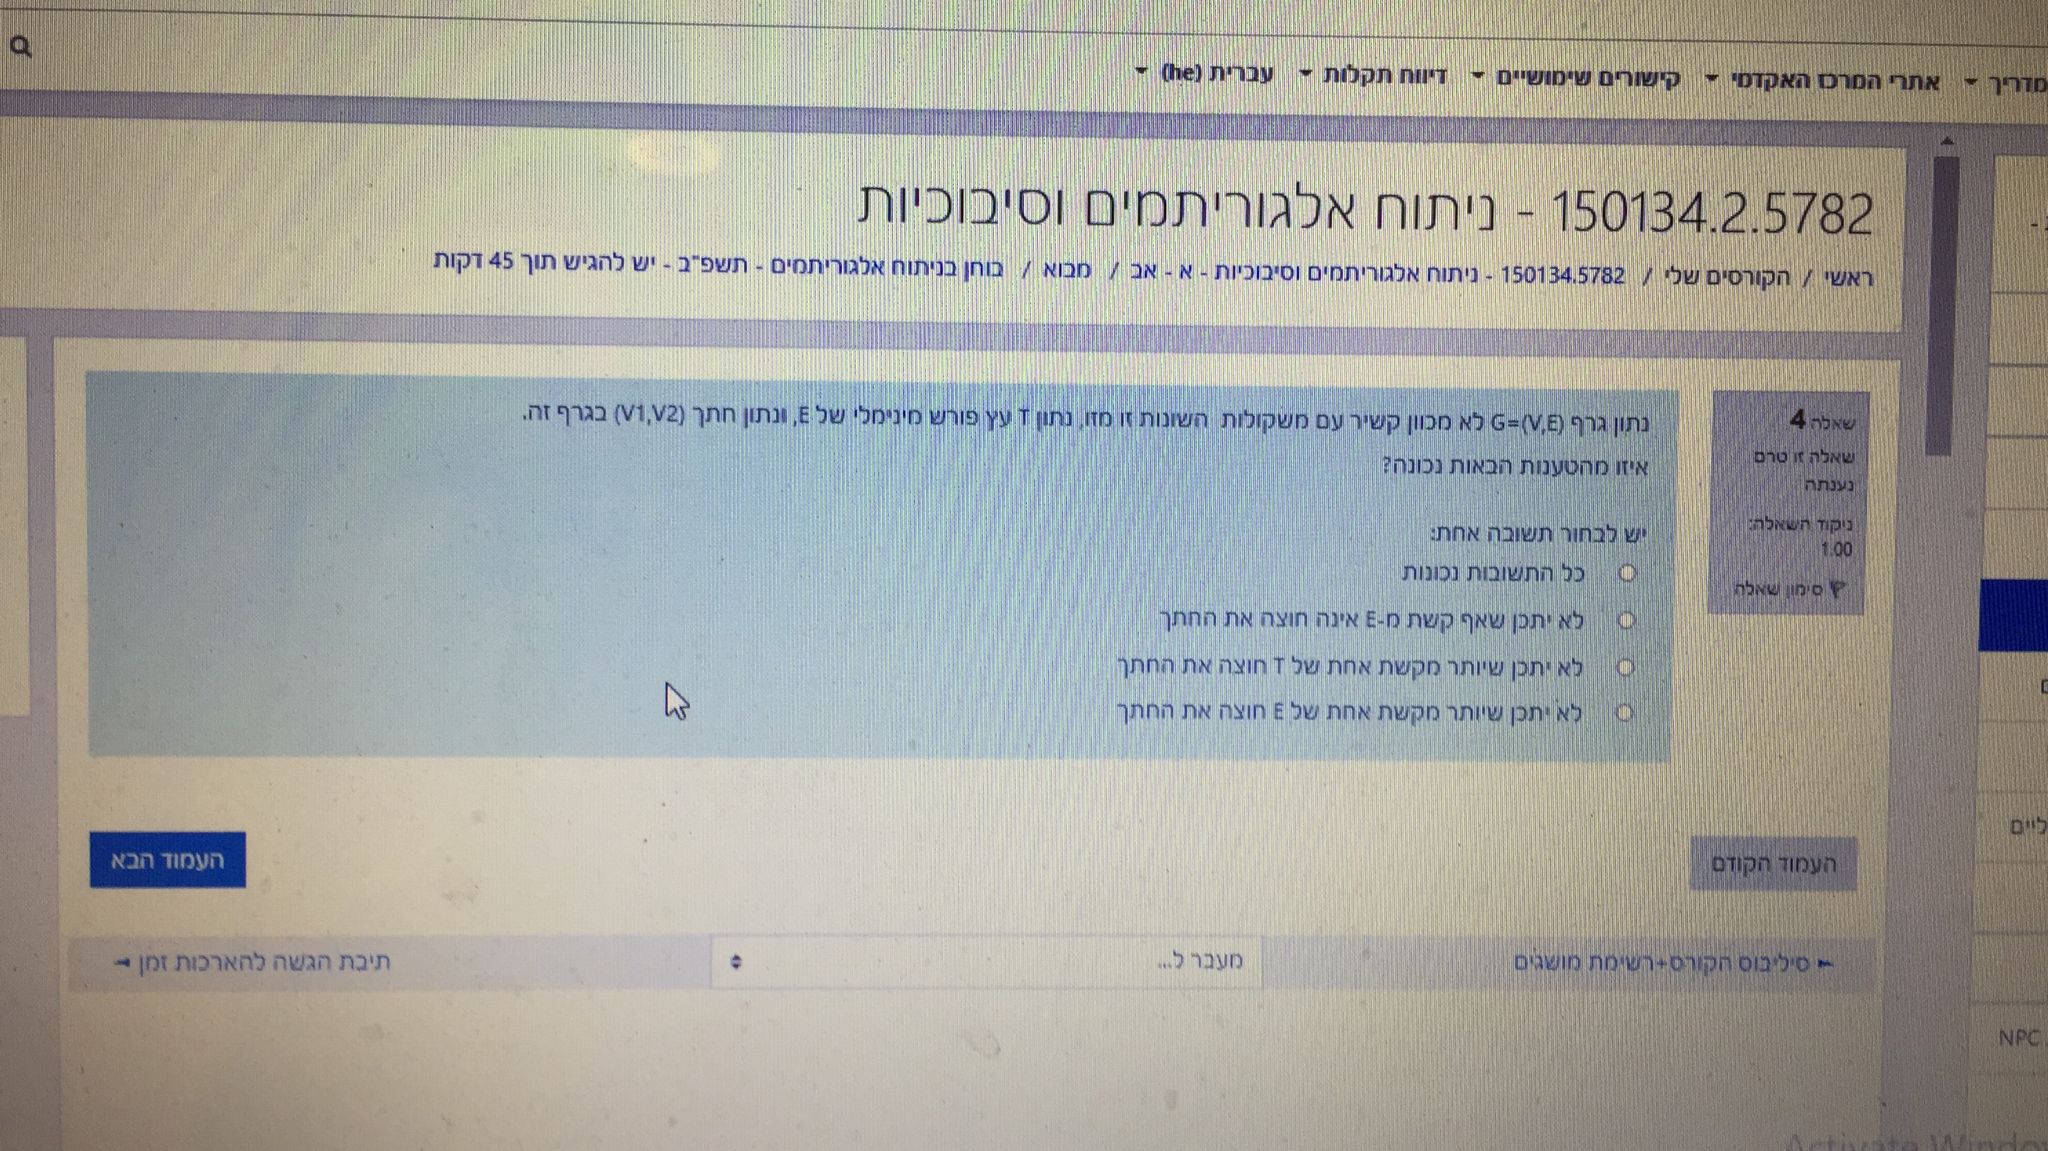 מדריך אתרי המרכז האקדמי קישורים שימושיים דיווח תקלות עברית (he)
150134.2.5782 - ניתוח אלגוריתמים וסיבוכיות
ראשי / הקורסים שלי / 150134.5782 - ניתוח אלגוריתמים וסיבוכיות - א - אב / מבוא / בוחן בניתוח אלגוריתמים - תשפ"ב - יש להגיש תוך 45 דקות
שאלה 4
שאלה זו טרם
נענתה
ניקוד השאלה:
1.00
סימון שאלה
נתון גרף G=(V,E) לא מכוון קשיר עם משקולות השונות זו מזו, נתון T עץ פורש מינימלי של E, ונתון חתך (V1,V2) בגרף זה.
איזו מהטענות הבאות נכונה?
יש לבחור תשובה אחת:
כל התשובות נכונות
לא יתכן שאף קשת מ-E אינה חוצה את החתך
לא יתכן שיותר מקשת אחת של T חוצה את החתך
לא יתכן שיותר מקשת אחת של E חוצה את החתך
העמוד הקודם
העמוד הבא
סיליבוס הקורס+רשימת מושגים
מעבר ל...
תיבת הגשה להארכות זמן
NPC